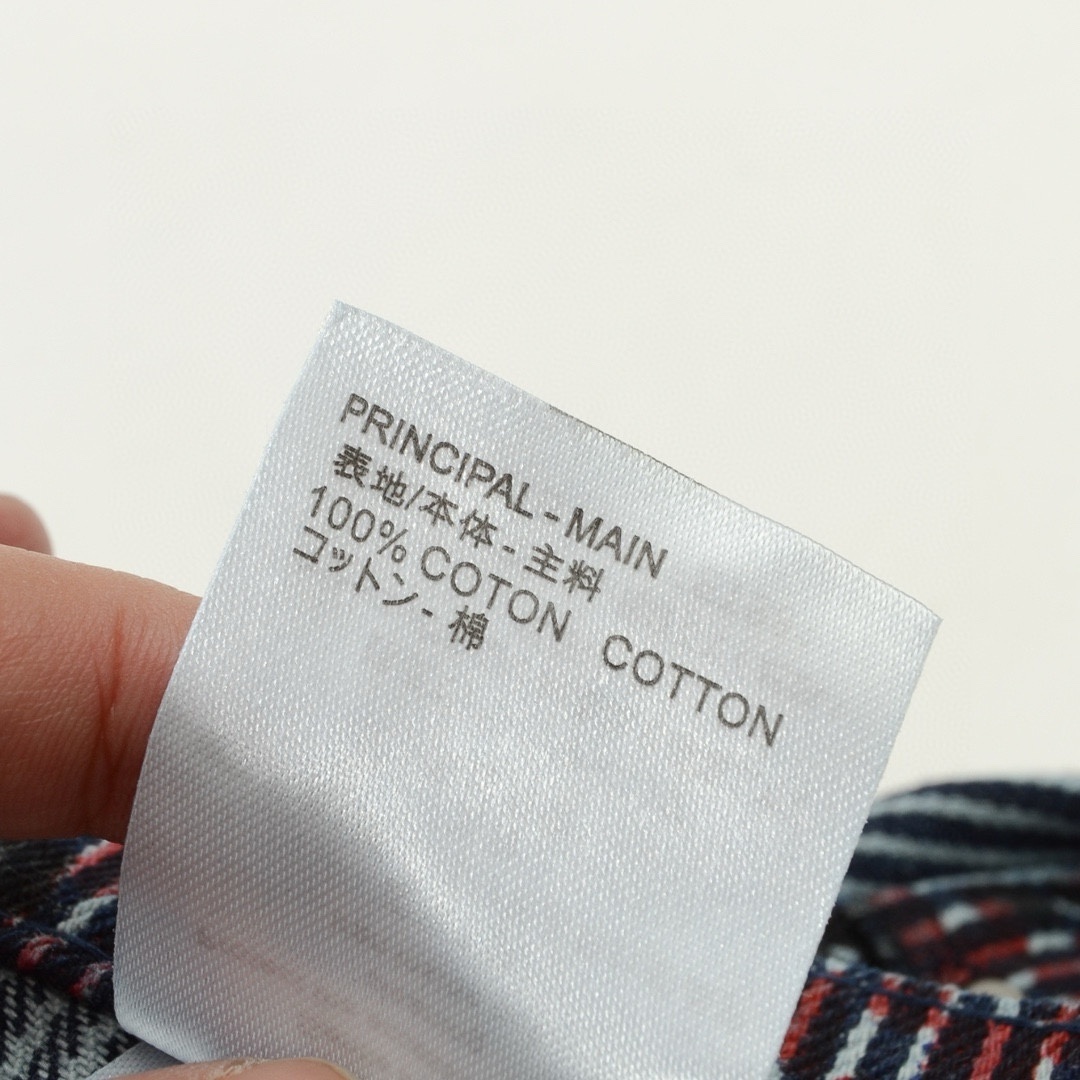 PRINCIPAL - MAIN
表地/本体 - 主料
100% COTON COTTON
コットン - 棉